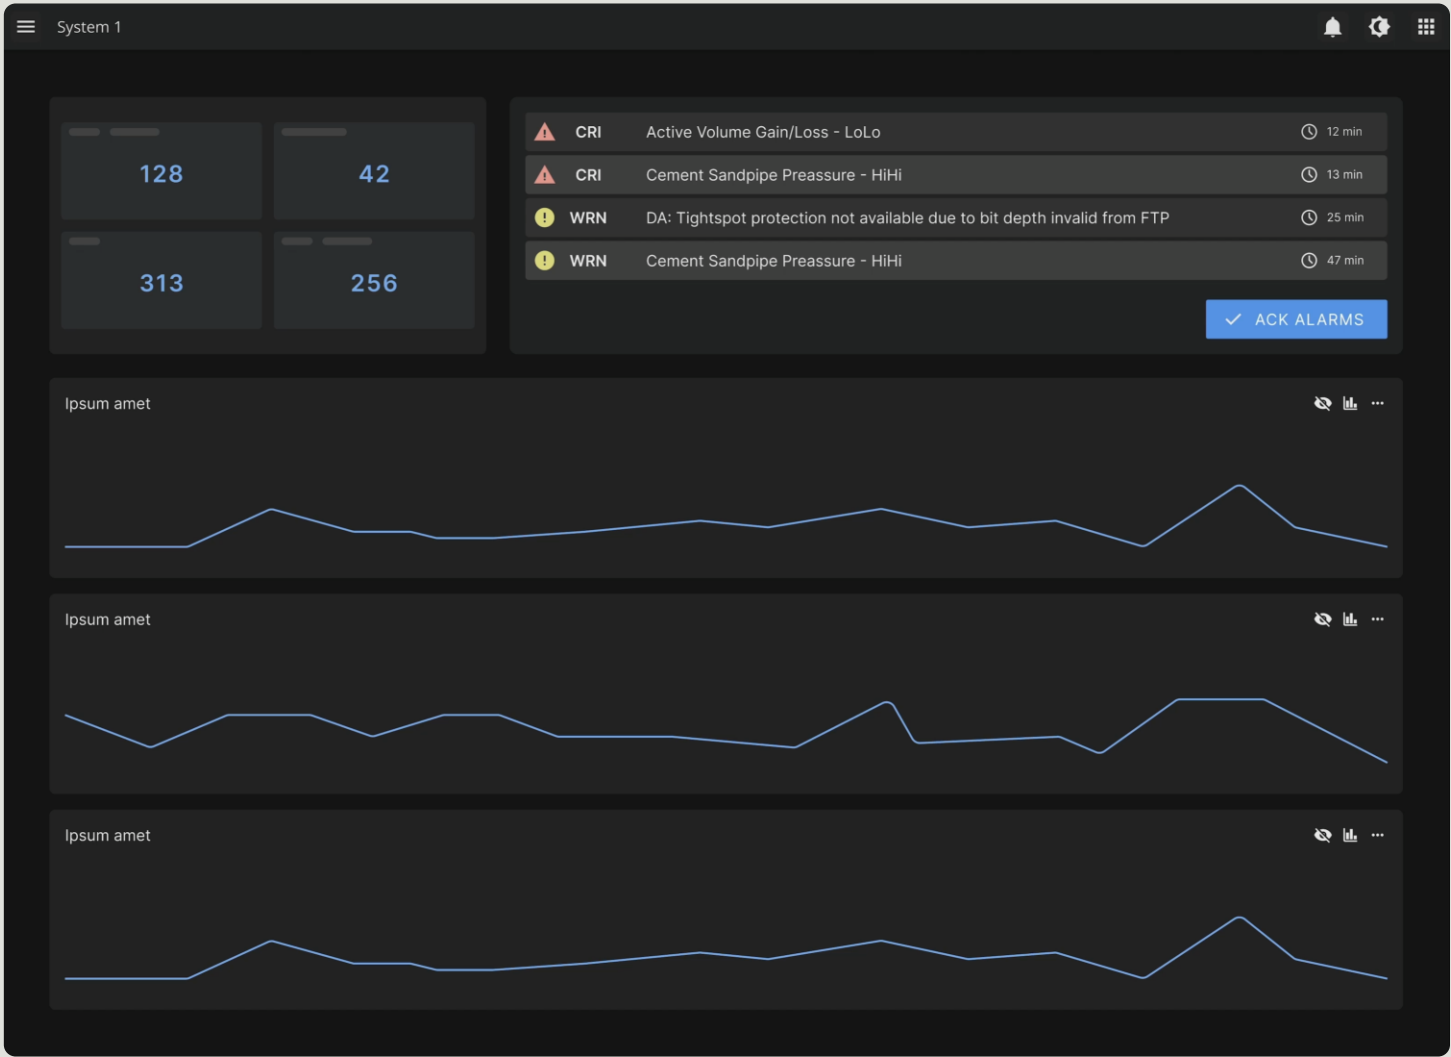 System 1
128
42
313
256
CRI Active Volume Gain/Loss - LoLo 12 min
CRI Cement Sandpipe Preassure - HiHi 13 min
WRN DA: Tightspot protection not available due to bit depth invalid from FTP 25 min
WRN Cement Sandpipe Preassure - HiHi 47 min
ACK ALARMS
Ipsum amet
Ipsum amet
Ipsum amet